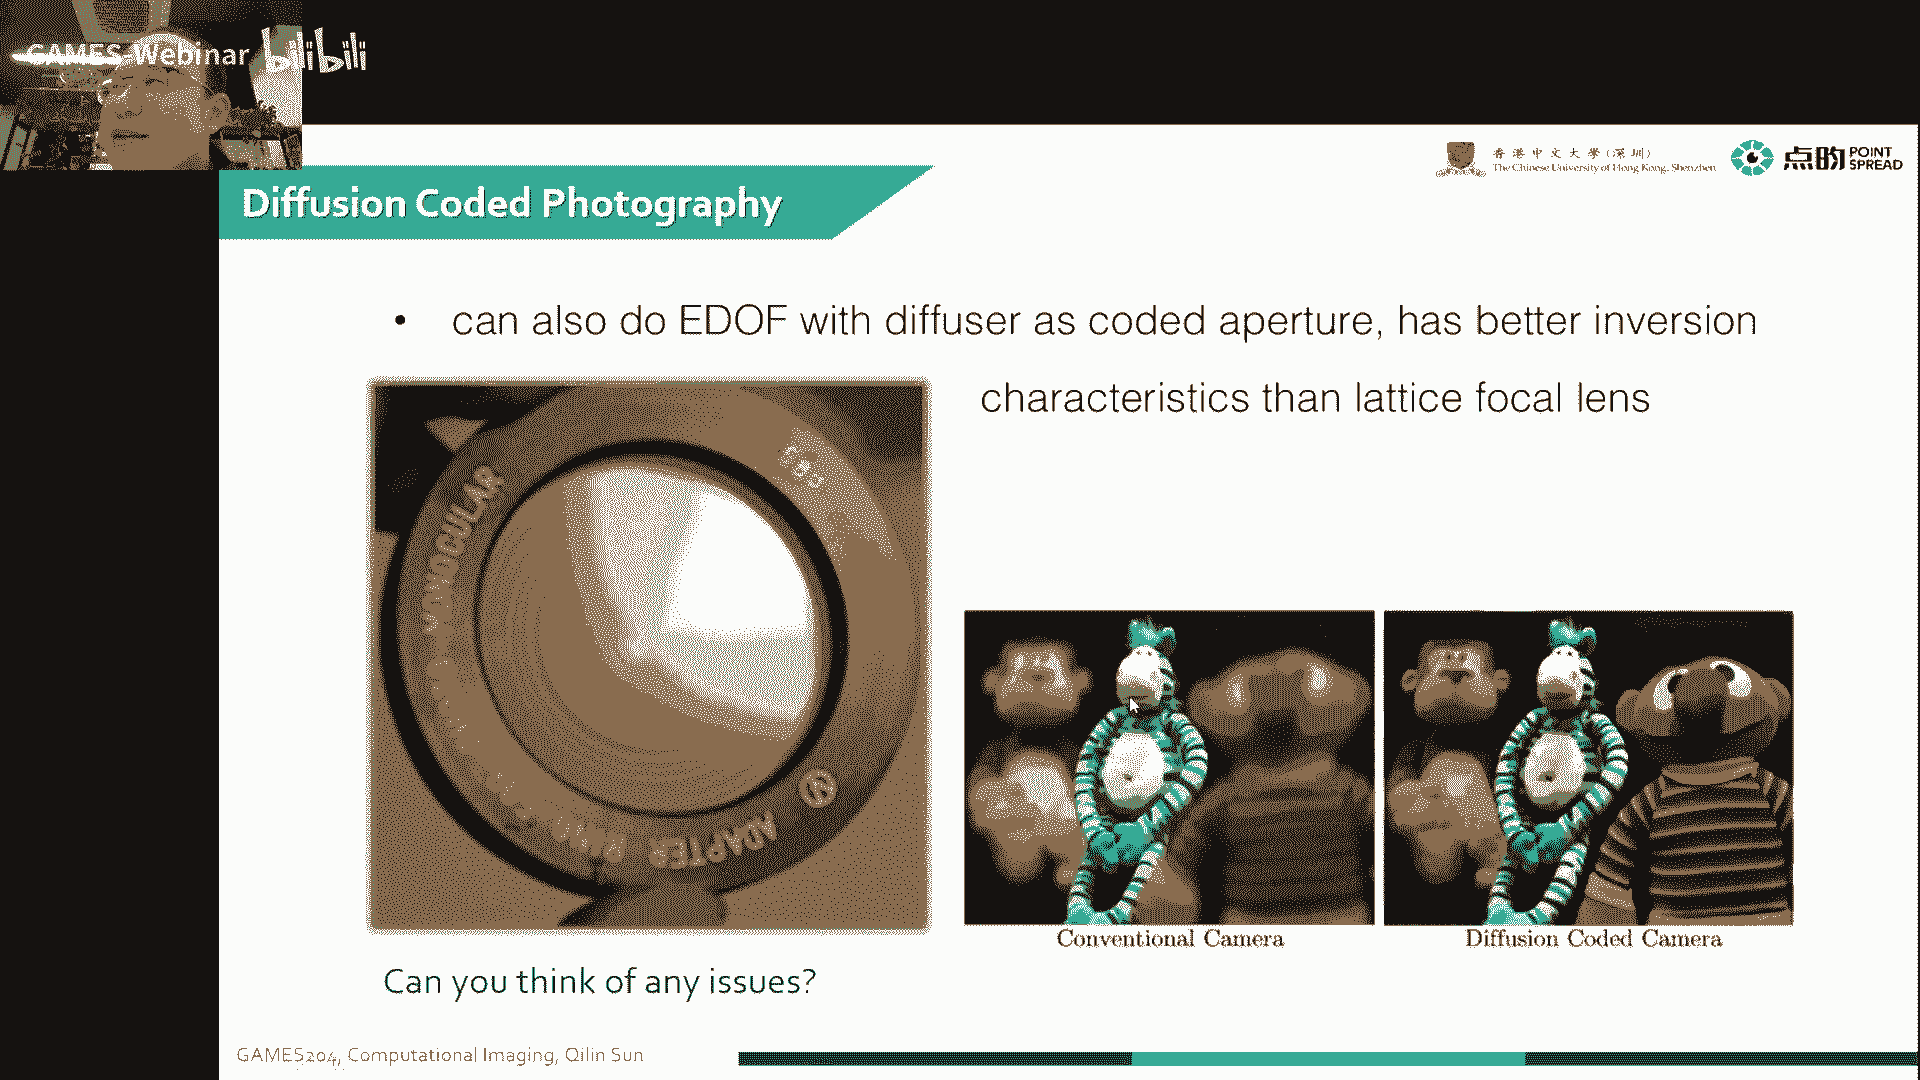 GAMES-Webinar bilibili
香港中文大學(深圳)
The Chinese University of Hong Kong, Shenzhen
点昀 POINT SPREAD
Diffusion Coded Photography
• can also do EDOF with diffuser as coded aperture, has better inversion
characteristics than lattice focal lens
ADAPTER
Conventional Camera
Diffusion Coded Camera
Can you think of any issues?
GAMES204, Computational Imaging, Qilin Sun